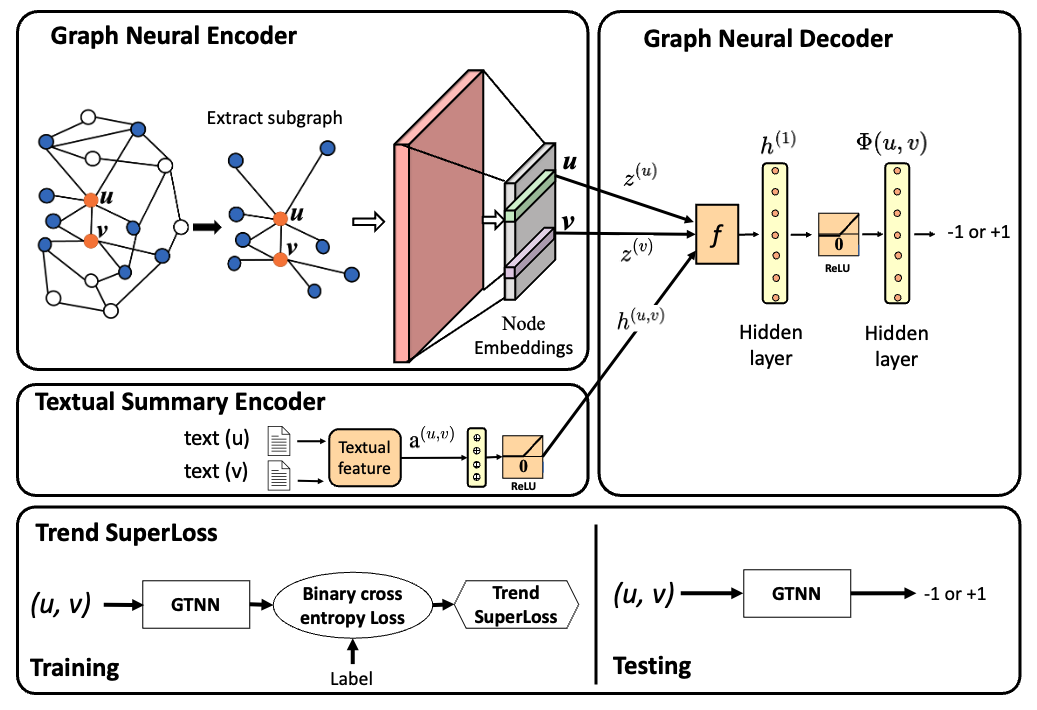 Graph Neural Encoder
Extract subgraph
u
v
u
v
u
v
Node
Embeddings
Graph Neural Decoder
z^{(u)}
z^{(v)}
h^{(u,v)}
f
h^{(1)}
0
ReLU
Φ(u, v)
-1 or +1
Hidden
layer
Hidden
layer
Textual Summary Encoder
text (u)
text (v)
Textual
feature
a^{(u,v)}
0
ReLU
Trend SuperLoss
(u, v)
GTNN
Binary cross
entropy Loss
Trend
SuperLoss
Label
Training
(u, v)
GTNN
-1 or +1
Testing